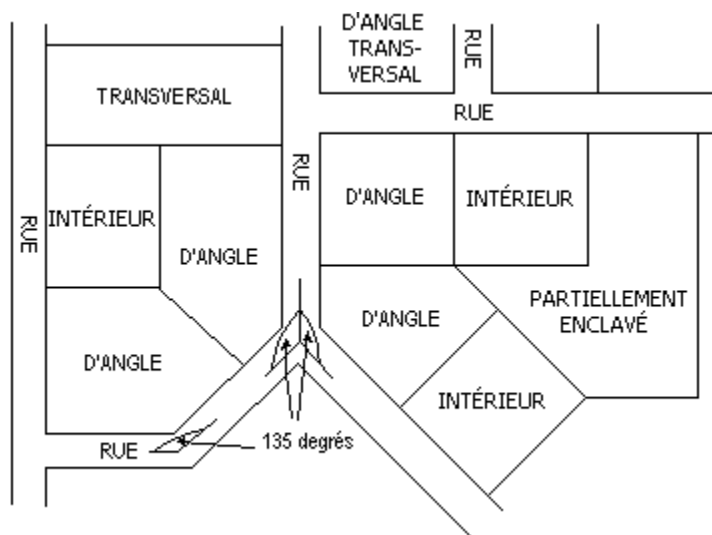 D'ANGLE
TRANS-
VERSAL
RUE
TRANSVERSAL
RUE
RUE
RUE
INTÉRIEUR
D'ANGLE
D'ANGLE
INTÉRIEUR
D'ANGLE
D'ANGLE
PARTIELLEMENT
ENCLAVÉ
INTÉRIEUR
RUE
135 degrés